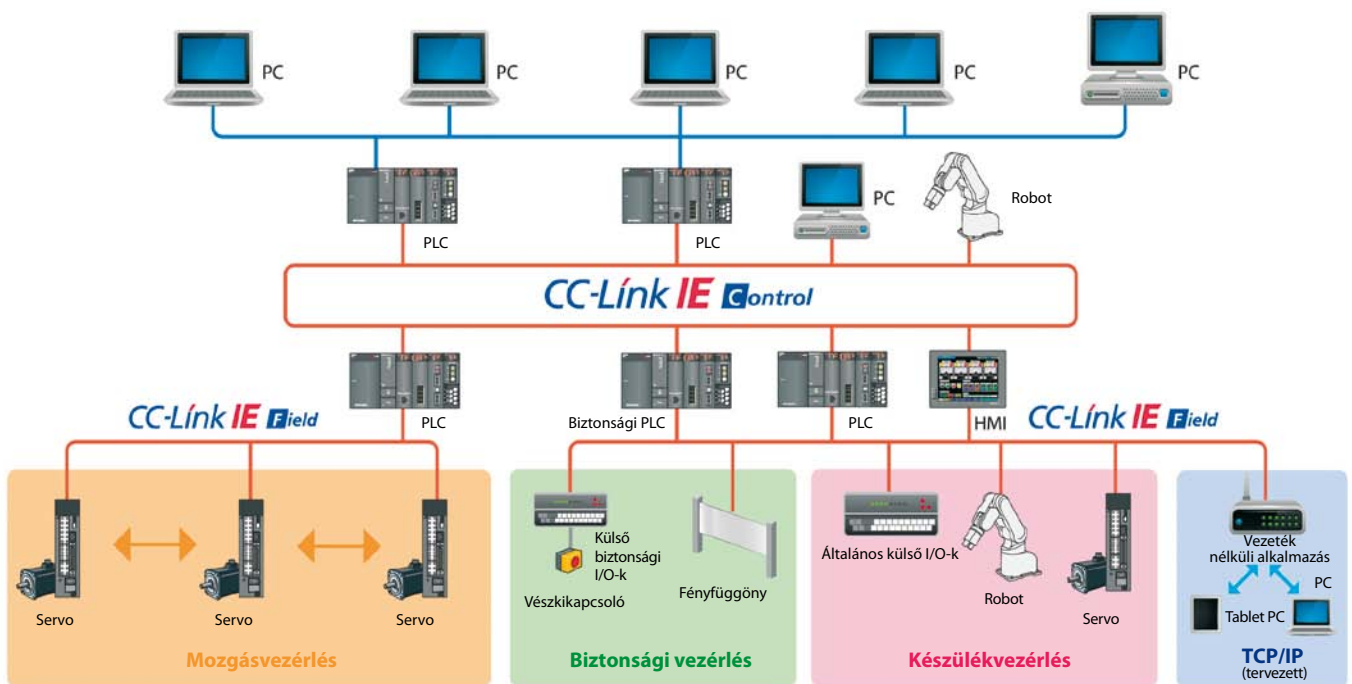 PC
PC
PC
PC
PC
PLC
PLC
PC
Robot
CC-Link IE Control
PLC
Biztonsági PLC
PLC
HMI
CC-Link IE Field
CC-Link IE Field
Servo
Servo
Servo
Mozgásvezérlés
Külső
biztonsági
I/O-k
Vészkikapcsoló
Fényfüggöny
Biztonsági vezérlés
Általános külső I/O-k
Robot
Servo
Készülékvezérlés
Vezeték
nélküli alkalmazás
PC
Tablet PC
TCP/IP
(tervezett)